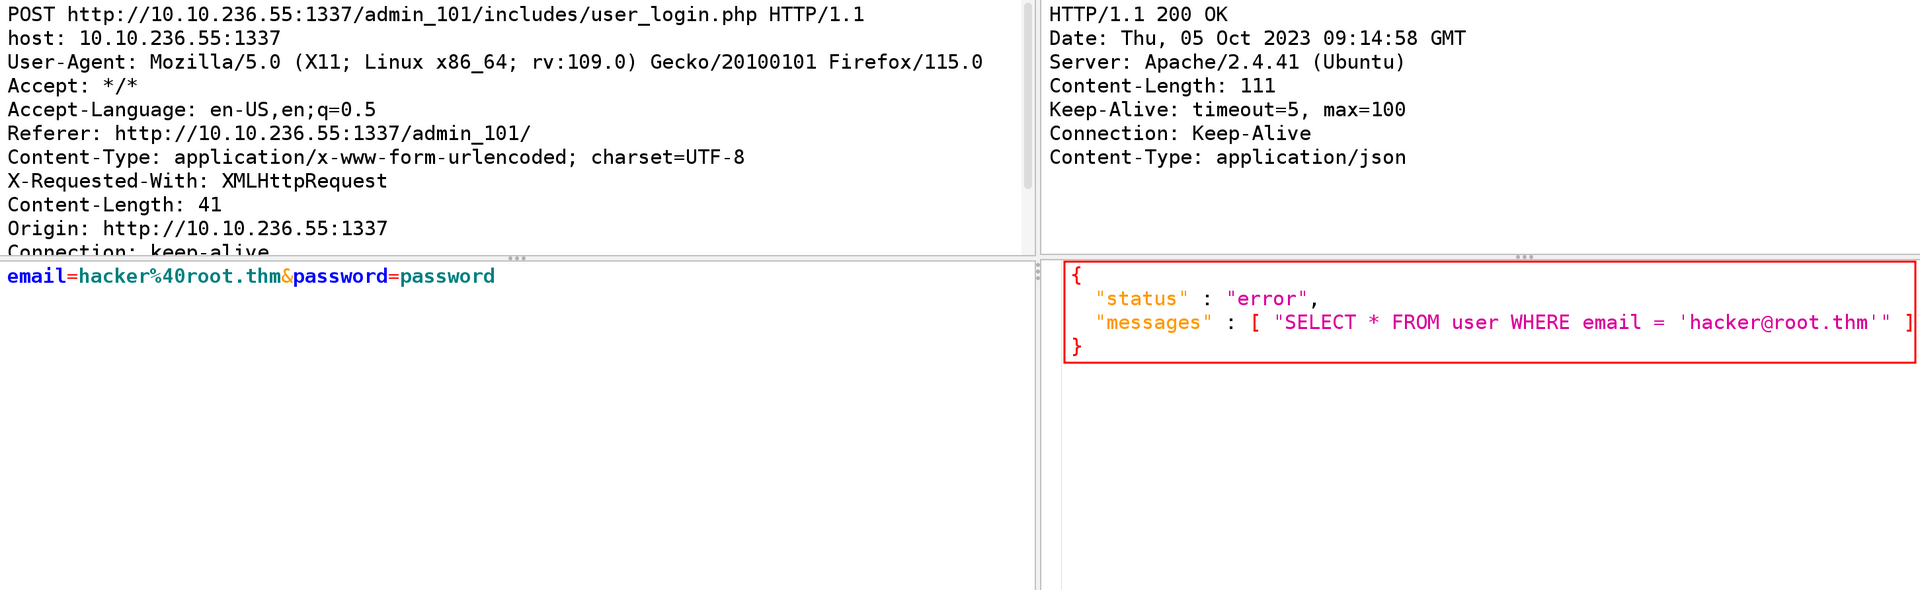 POST http://10.10.236.55:1337/admin_101/includes/user_login.php HTTP/1.1
host: 10.10.236.55:1337
User-Agent: Mozilla/5.0 (X11; Linux x86_64; rv:109.0) Gecko/20100101 Firefox/115.0
Accept: */*
Accept-Language: en-US,en;q=0.5
Referer: http://10.10.236.55:1337/admin_101/
Content-Type: application/x-www-form-urlencoded; charset=UTF-8
X-Requested-With: XMLHttpRequest
Content-Length: 41
Origin: http://10.10.236.55:1337
Connection: keep-alive
email=hacker%40root.thm&password=password
HTTP/1.1 200 OK
Date: Thu, 05 Oct 2023 09:14:58 GMT
Server: Apache/2.4.41 (Ubuntu)
Content-Length: 111
Keep-Alive: timeout=5, max=100
Connection: Keep-Alive
Content-Type: application/json
{
"status" : "error",
"messages" : [ "SELECT * FROM user WHERE email = 'hacker@root.thm'" ]
}